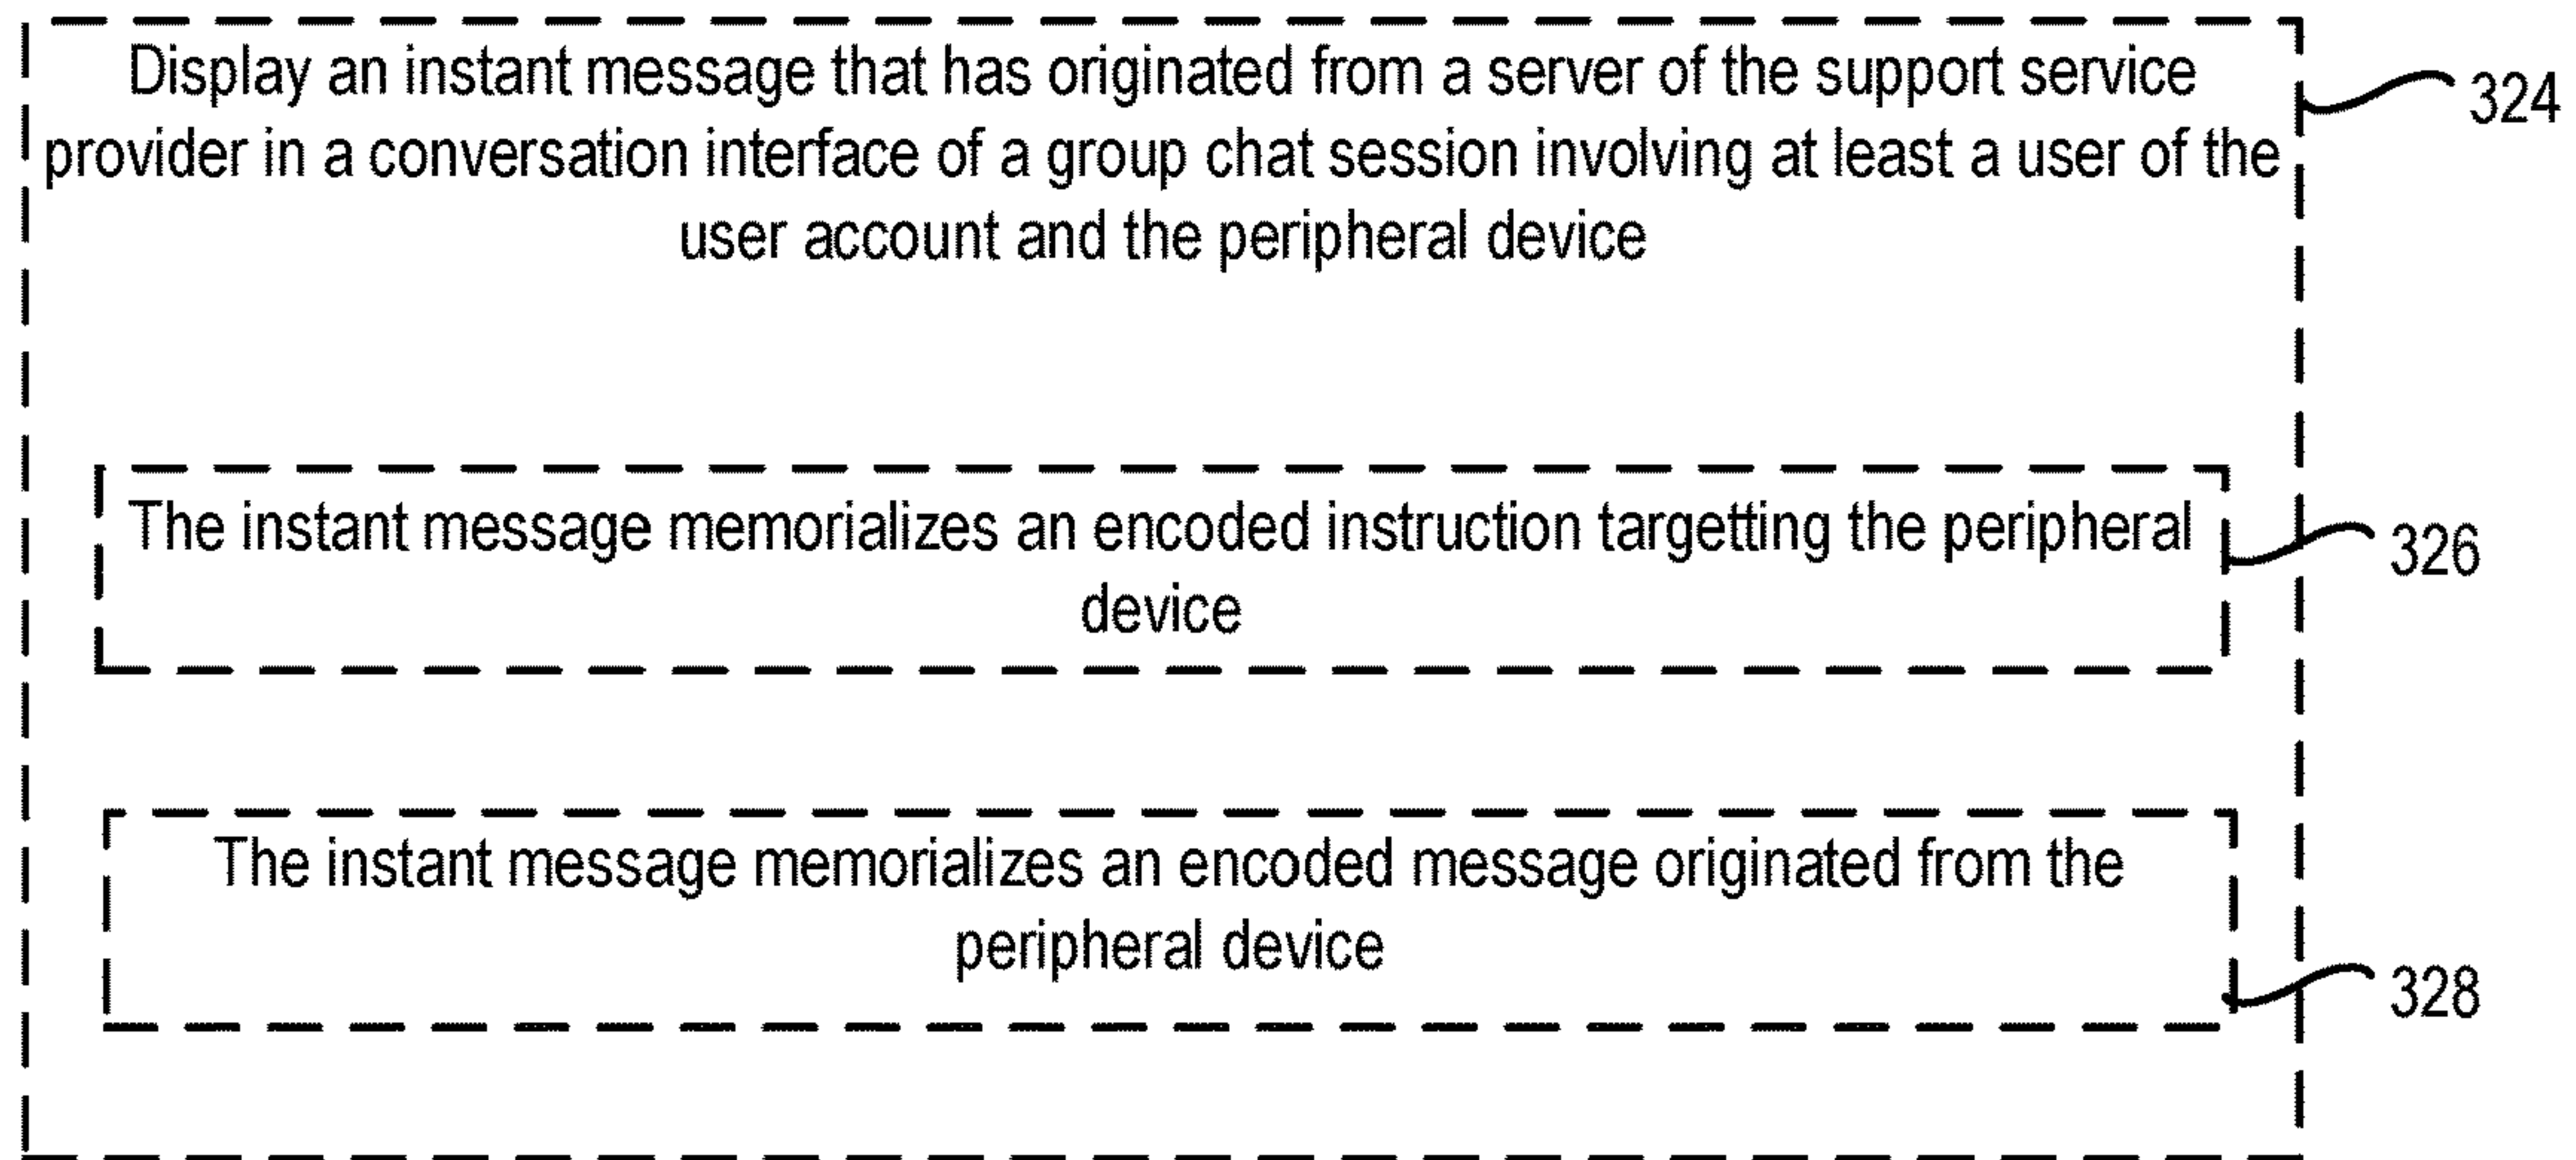 Display an instant message that has originated from a server of the support service
provider in a conversation interface of a group chat session involving at least a user of the
user account and the peripheral device
324
The instant message memorializes an encoded instruction targetting the peripheral
device
326
The instant message memorializes an encoded message originated from the
peripheral device
328